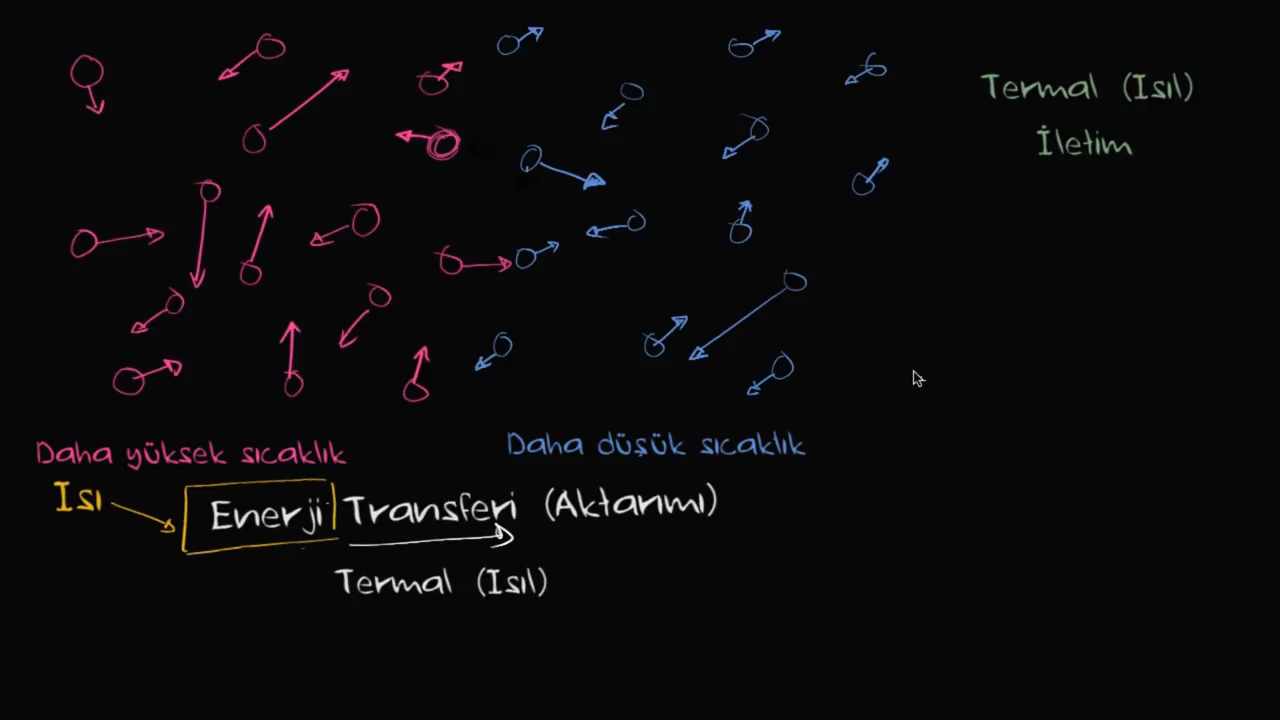 Termal (Isıl)
İletim
Daha yüksek sıcaklık
Daha düşük sıcaklık
Isı
Enerji Transferi (Aktarımı)
Termal (Isıl)